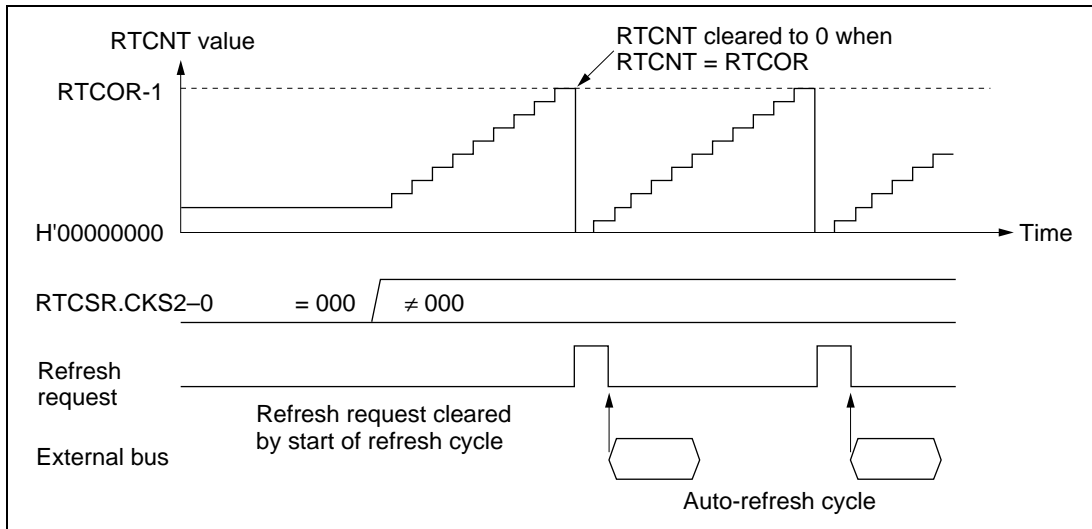 RTCNT value
RTCNT cleared to 0 when
RTCNT = RTCOR
RTCOR-1
H'00000000
Time
RTCSR.CKS2–0 = 000 ≠ 000
Refresh
request
Refresh request cleared
by start of refresh cycle
External bus
Auto-refresh cycle